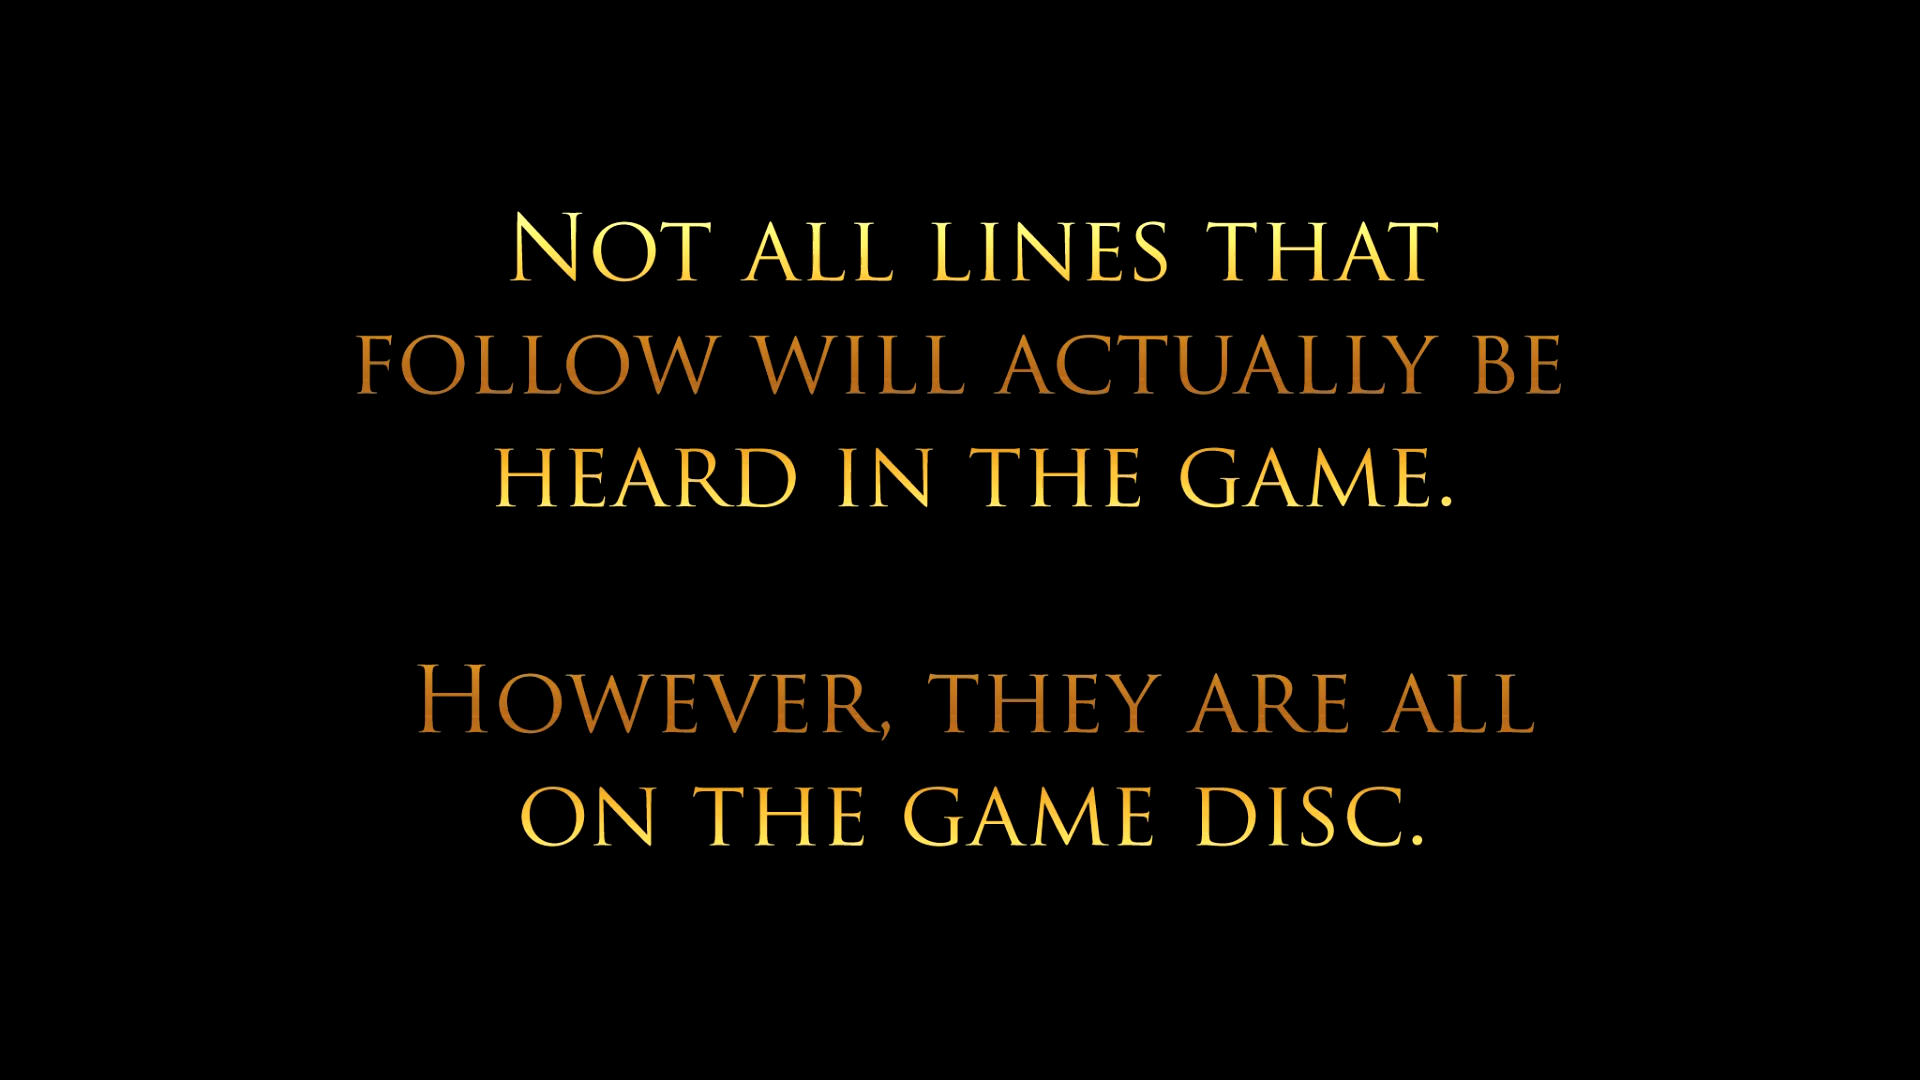 Not all lines that
follow will actually be
heard in the game.
However, they are all
on the game disc.